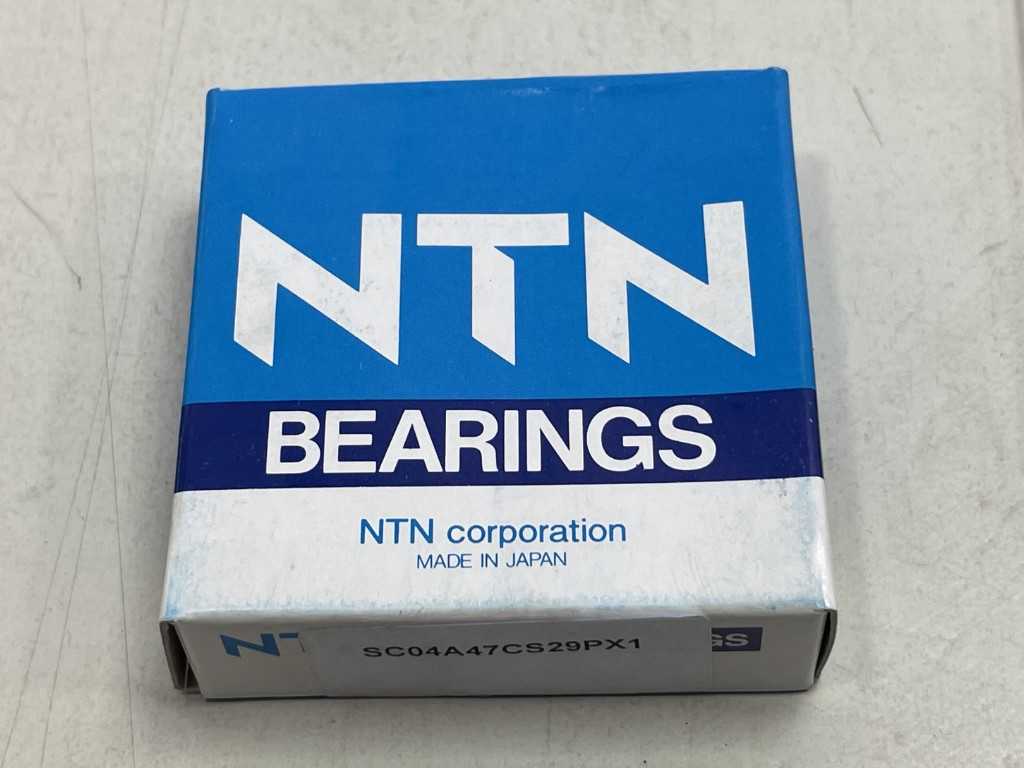 NTN
BEARINGS
NTN corporation
MADE IN JAPAN
SC04A47CS29PX1